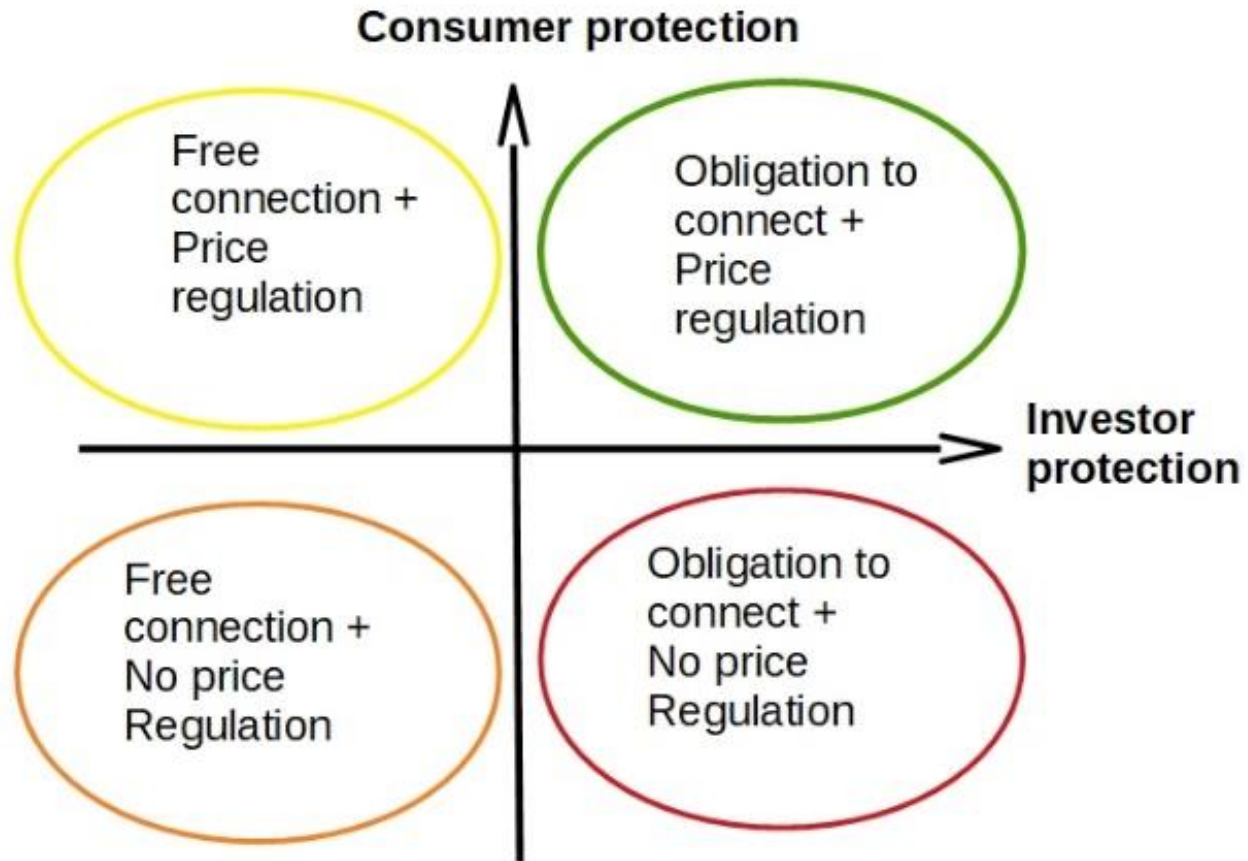 Consumer protection
Free
connection +
Price
regulation
Obligation to
connect +
Price
regulation
Investor
protection
Free
connection +
No price
Regulation
Obligation to
connect +
No price
Regulation